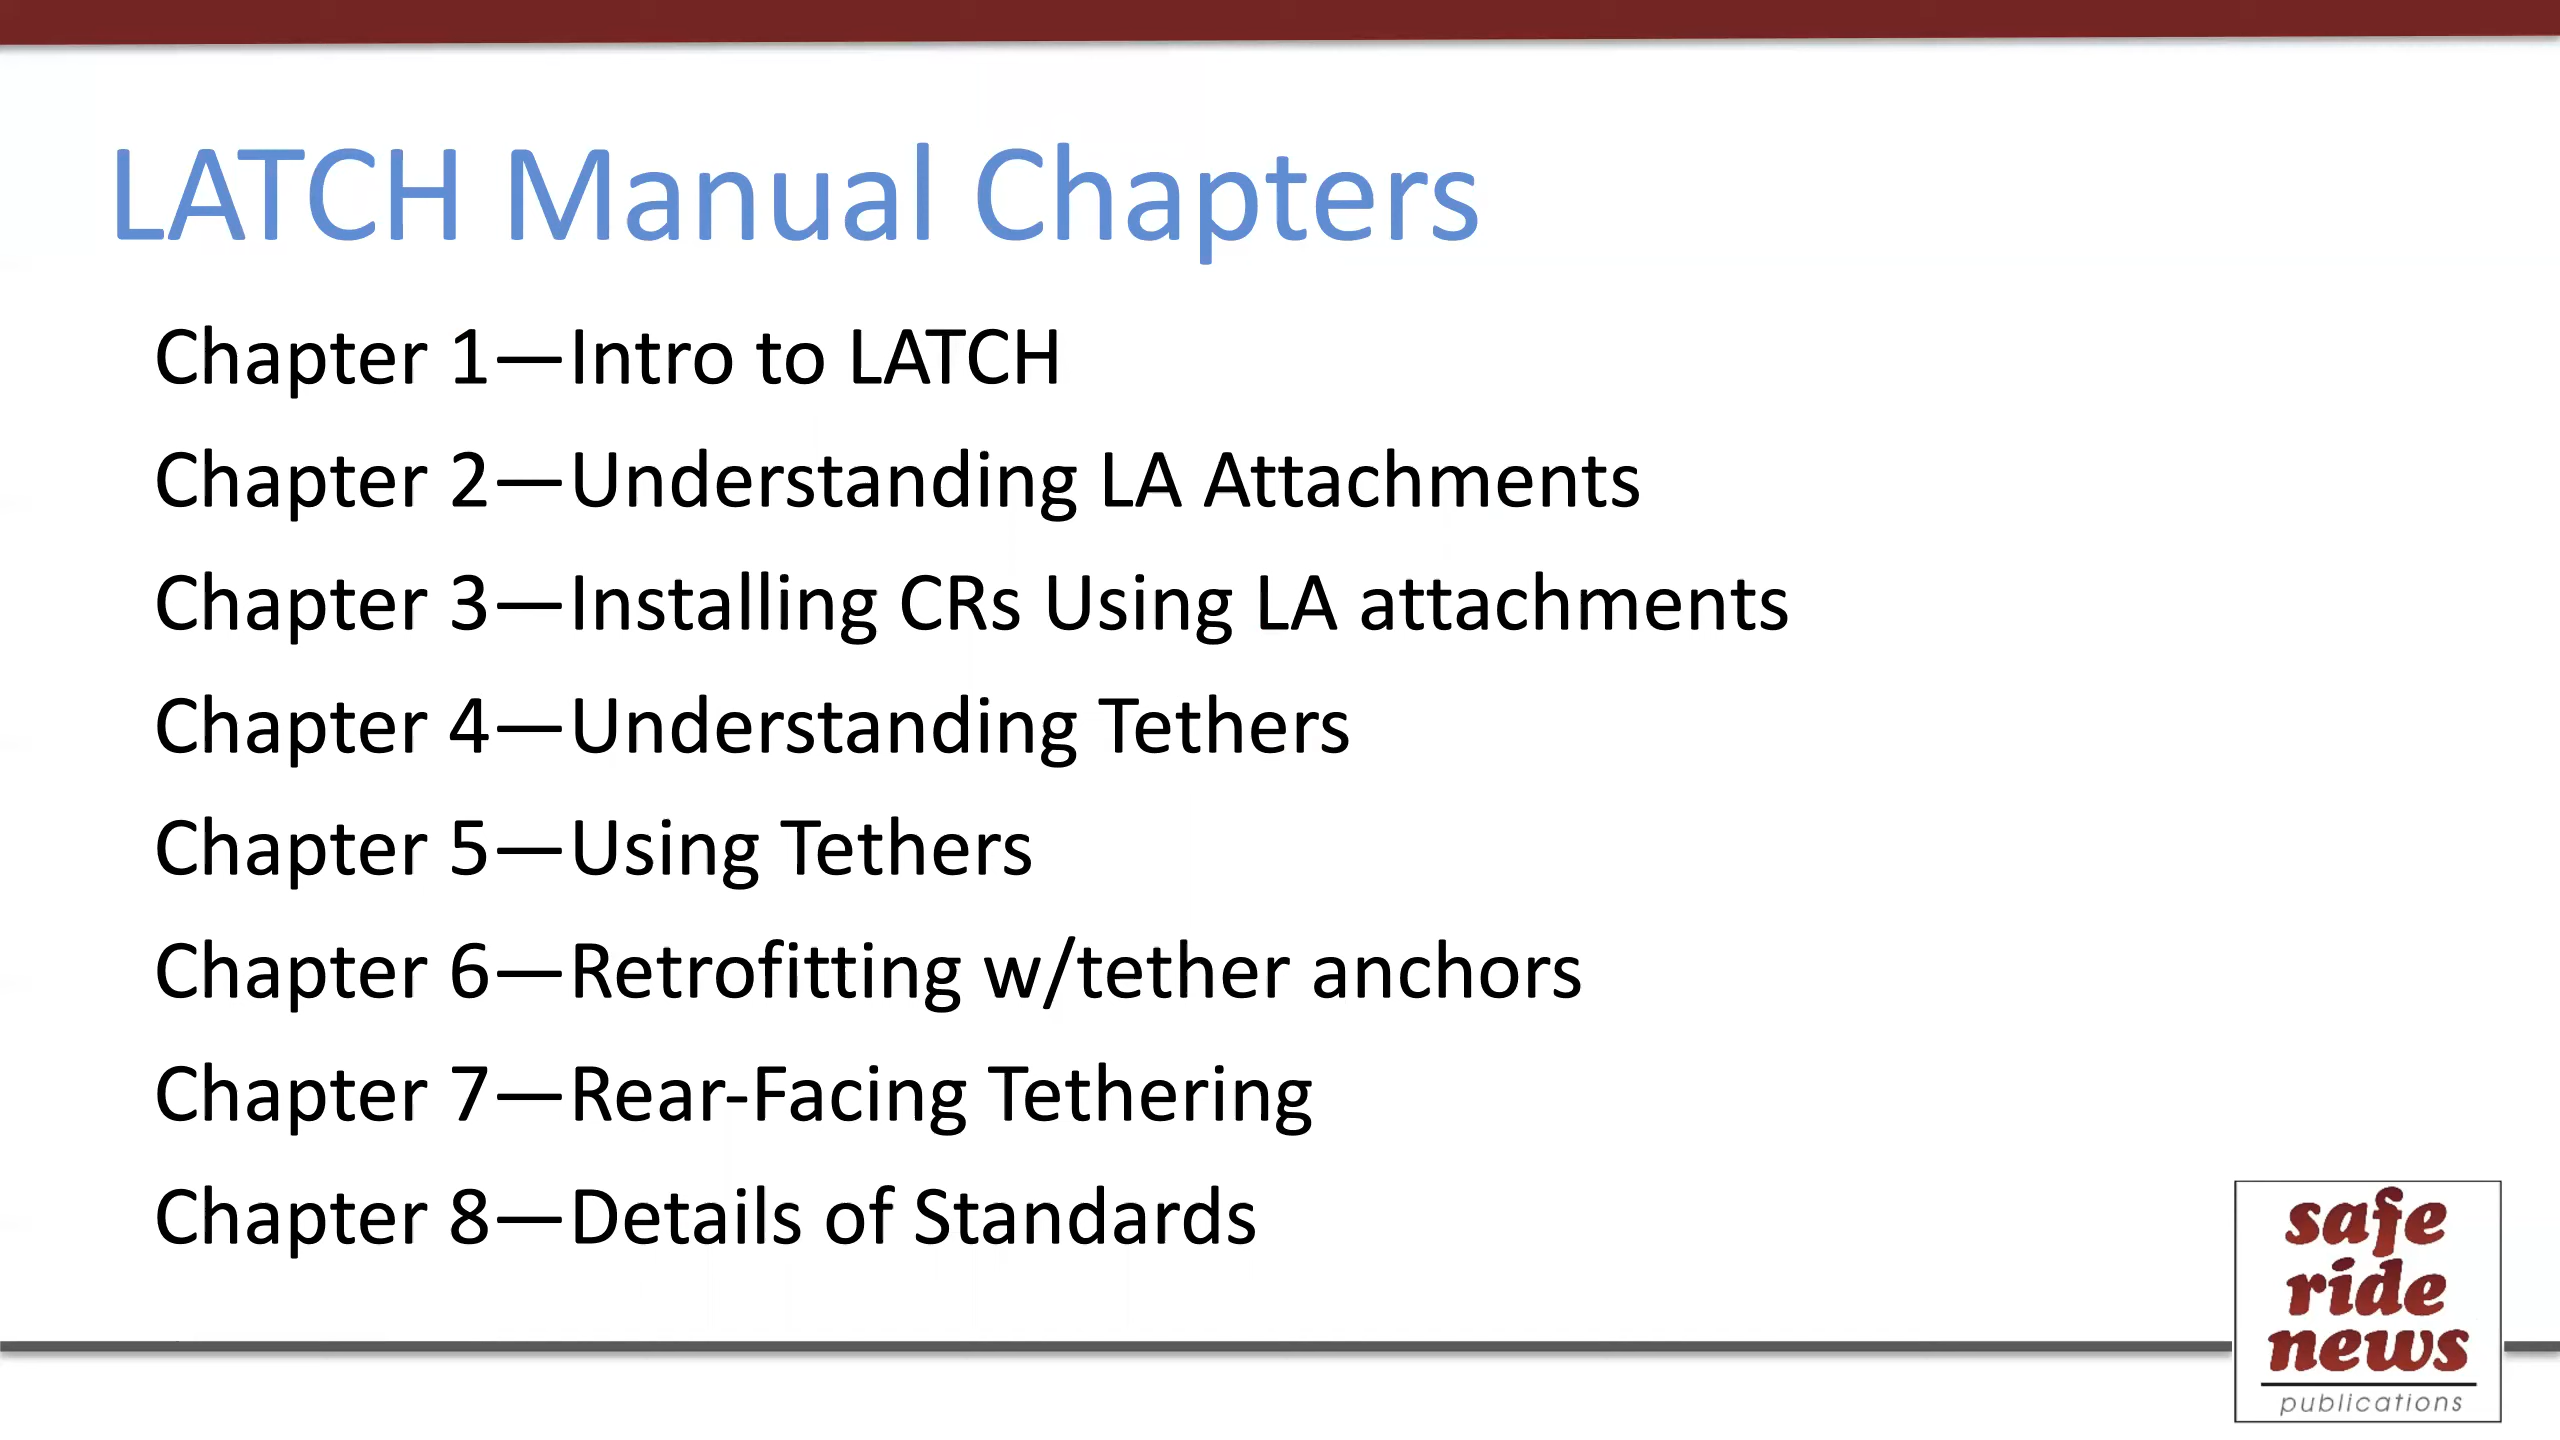 LATCH Manual Chapters
Chapter 1—Intro to LATCH
Chapter 2—Understanding LA Attachments
Chapter 3—Installing CRs Using LA attachments
Chapter 4—Understanding Tethers
Chapter 5—Using Tethers
Chapter 6—Retrofitting w/tether anchors
Chapter 7—Rear-Facing Tethering
Chapter 8—Details of Standards
safe
ride
news
publications